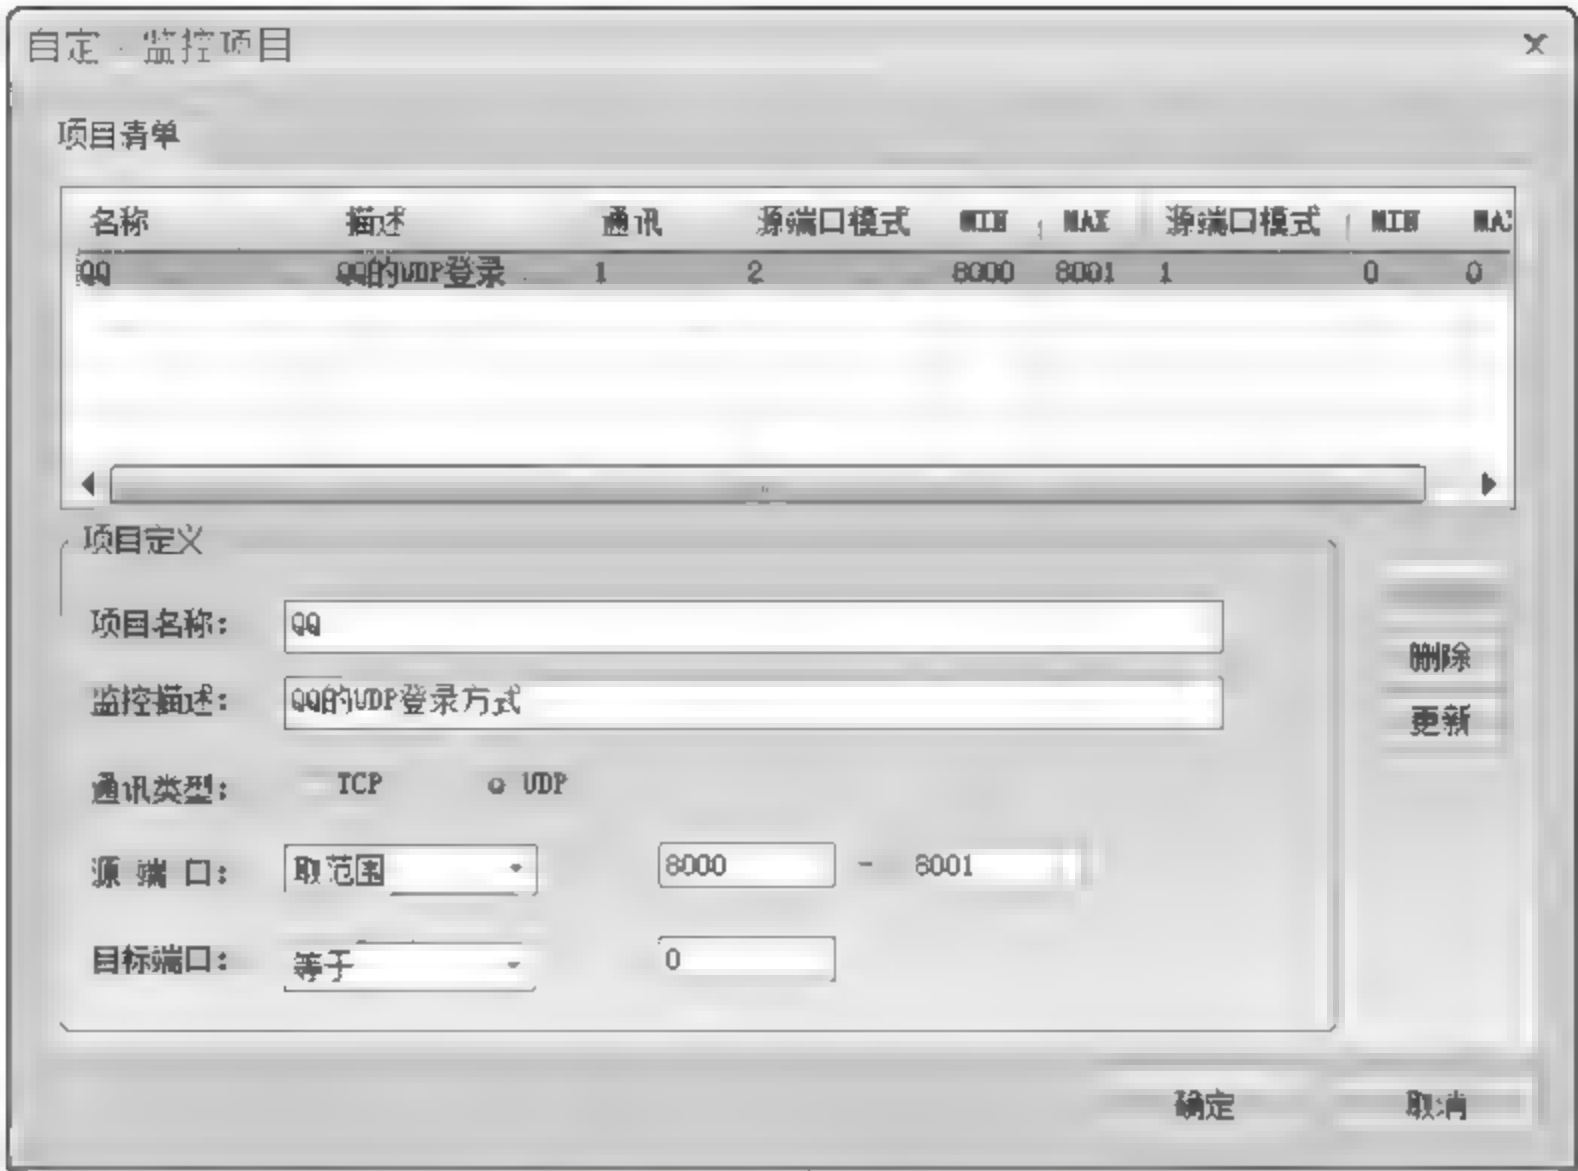 自定 监控项目
项目清单
名称 描述 通讯 源端口模式 MIN MAX 源端口模式 MIN MAX
QQ QQ的UDP登录 1 2 8000 8001 1 0 0
项目定义
项目名称: QQ
删除
监控描述: QQ的UDP登录方式
更新
通讯类型: TCP UDP
源 端 口: 取范围 8000 - 8001
目标端口: 等于 0
确定 取消